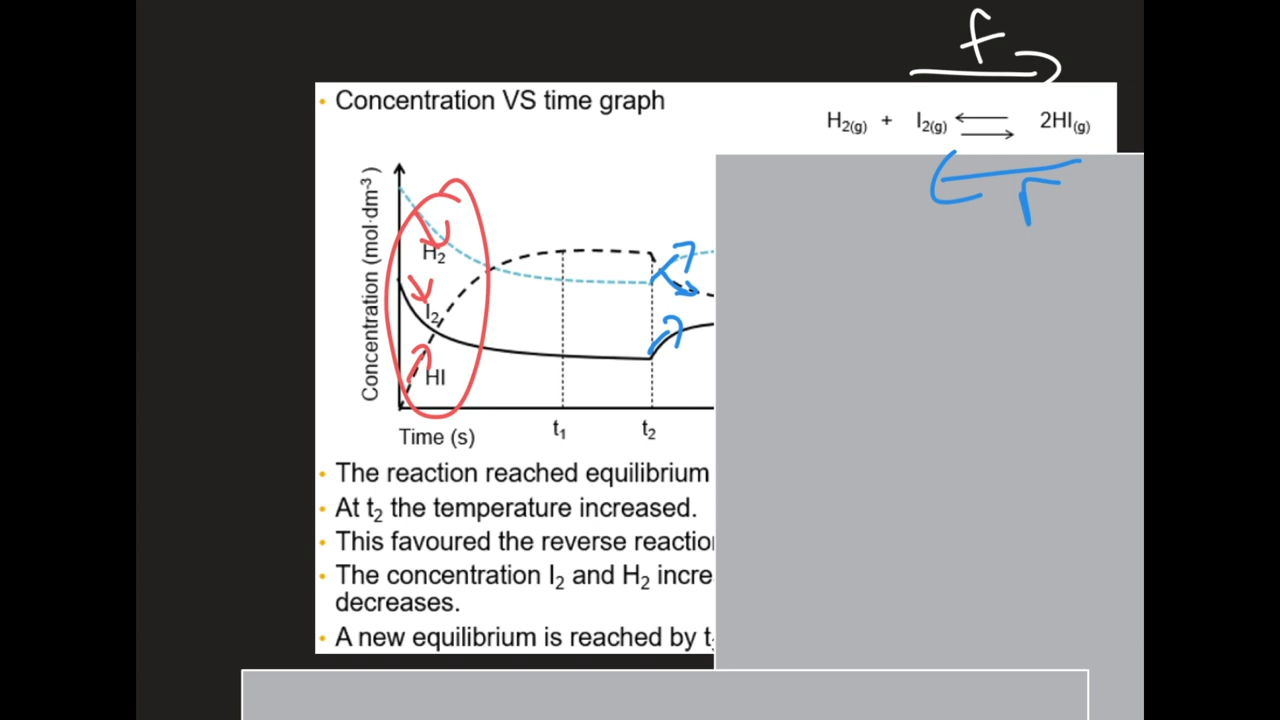 f
• Concentration VS time graph
H2(g) + I2(g) ⇌ 2HI(g)
r
Concentration (mol·dm-3)
H2
I2
HI
Time (s)
t1
t2
• The reaction reached equilibrium
• At t2 the temperature increased.
• This favoured the reverse
• The concentration I2 and H2
decreases.
• A new equilibrium is reached by